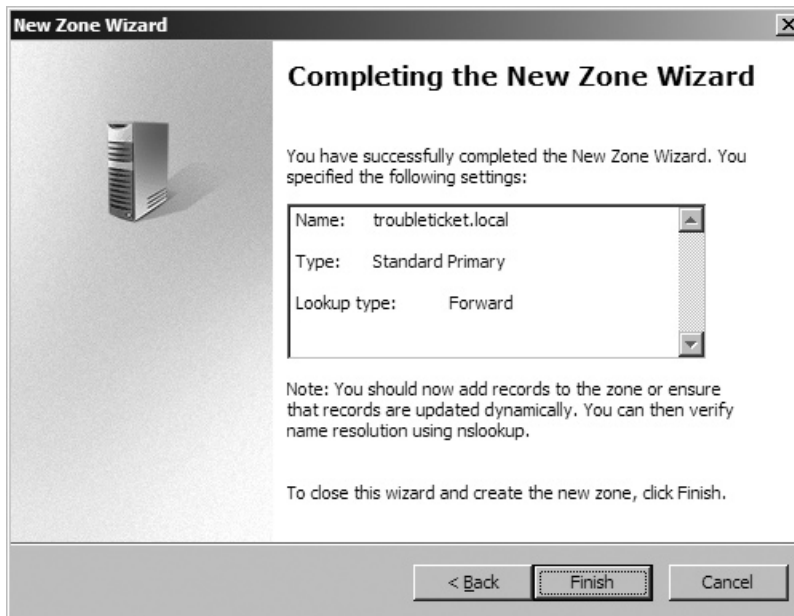 New Zone Wizard
Completing the New Zone Wizard
You have successfully completed the New Zone Wizard. You
specified the following settings:
Name: troubleticket.local
Type: Standard Primary
Lookup type: Forward
Note: You should now add records to the zone or ensure
that records are updated dynamically. You can then verify
name resolution using nslookup.
To close this wizard and create the new zone, click Finish.
< Back Finish Cancel